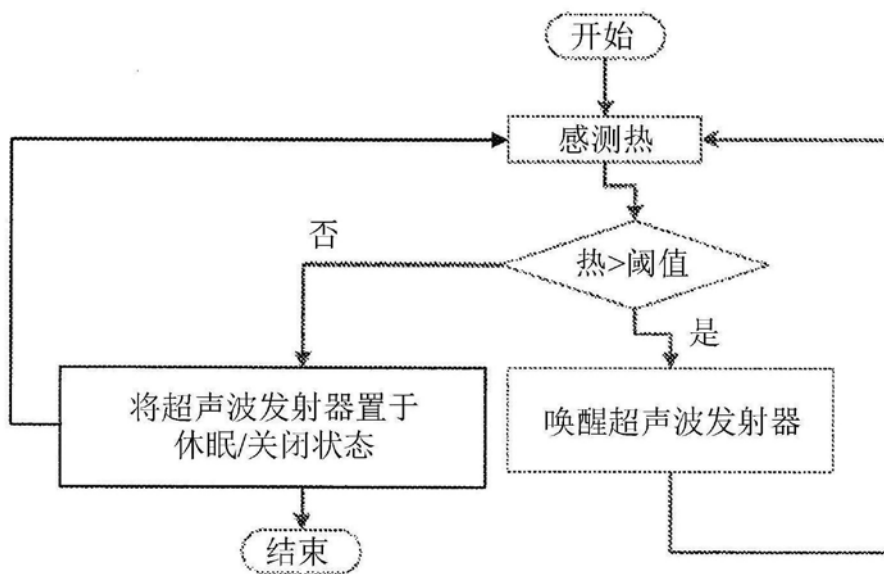 开始
感测热
热>阈值
否
是
将超声波发射器置于
休眠/关闭状态
唤醒超声波发射器
结束